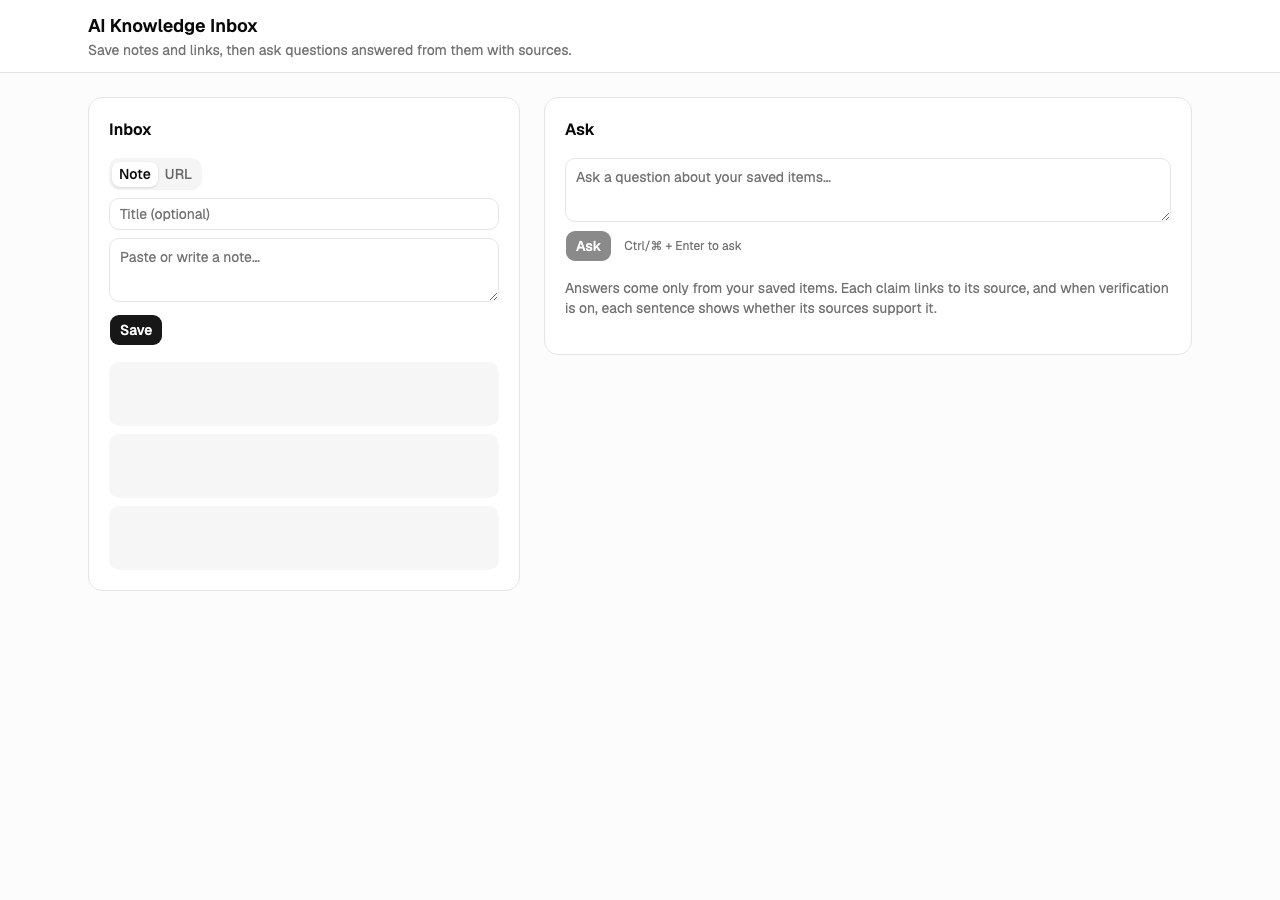 AI Knowledge Inbox
Save notes and links, then ask questions answered from them with sources.
Inbox
Note URL
Title (optional)
Paste or write a note…
Save
Ask
Ask a question about your saved items…
Ask Ctrl/⌘ + Enter to ask
Answers come only from your saved items. Each claim links to its source, and when verification
is on, each sentence shows whether its sources support it.